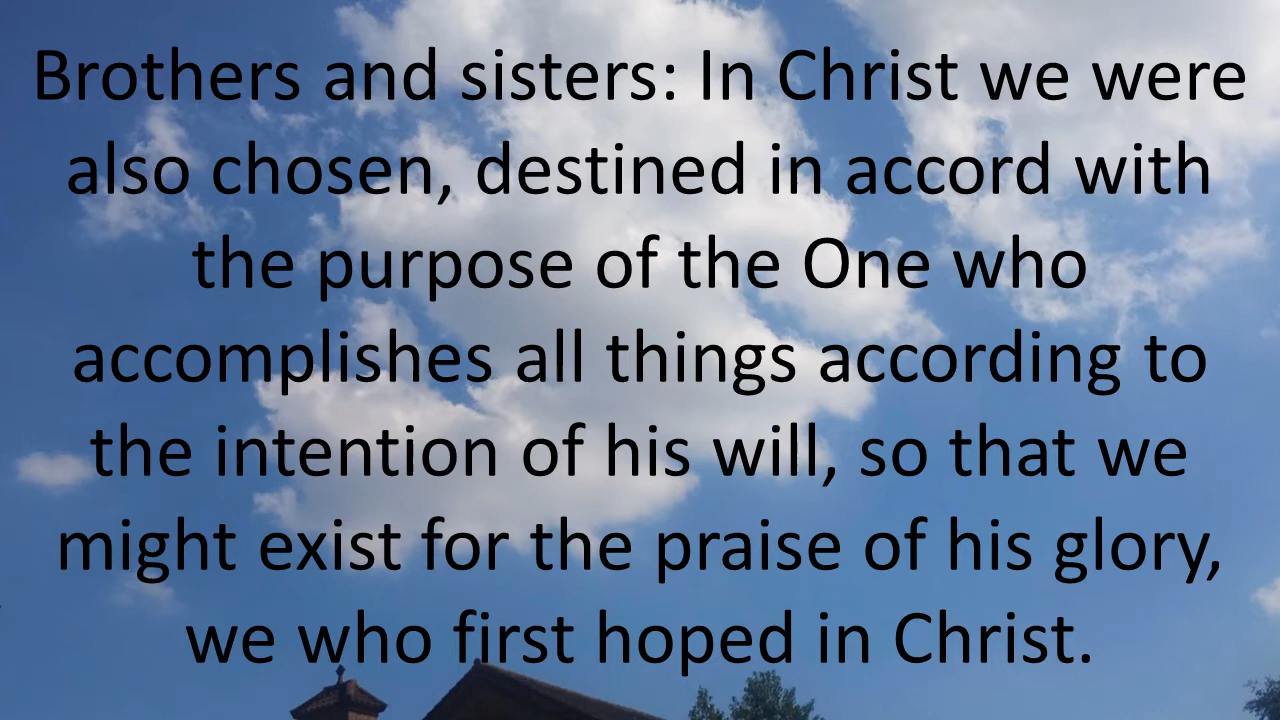 Brothers and sisters: In Christ we were
also chosen, destined in accord with
the purpose of the One who
accomplishes all things according to
the intention of his will, so that we
might exist for the praise of his glory,
we who first hoped in Christ.